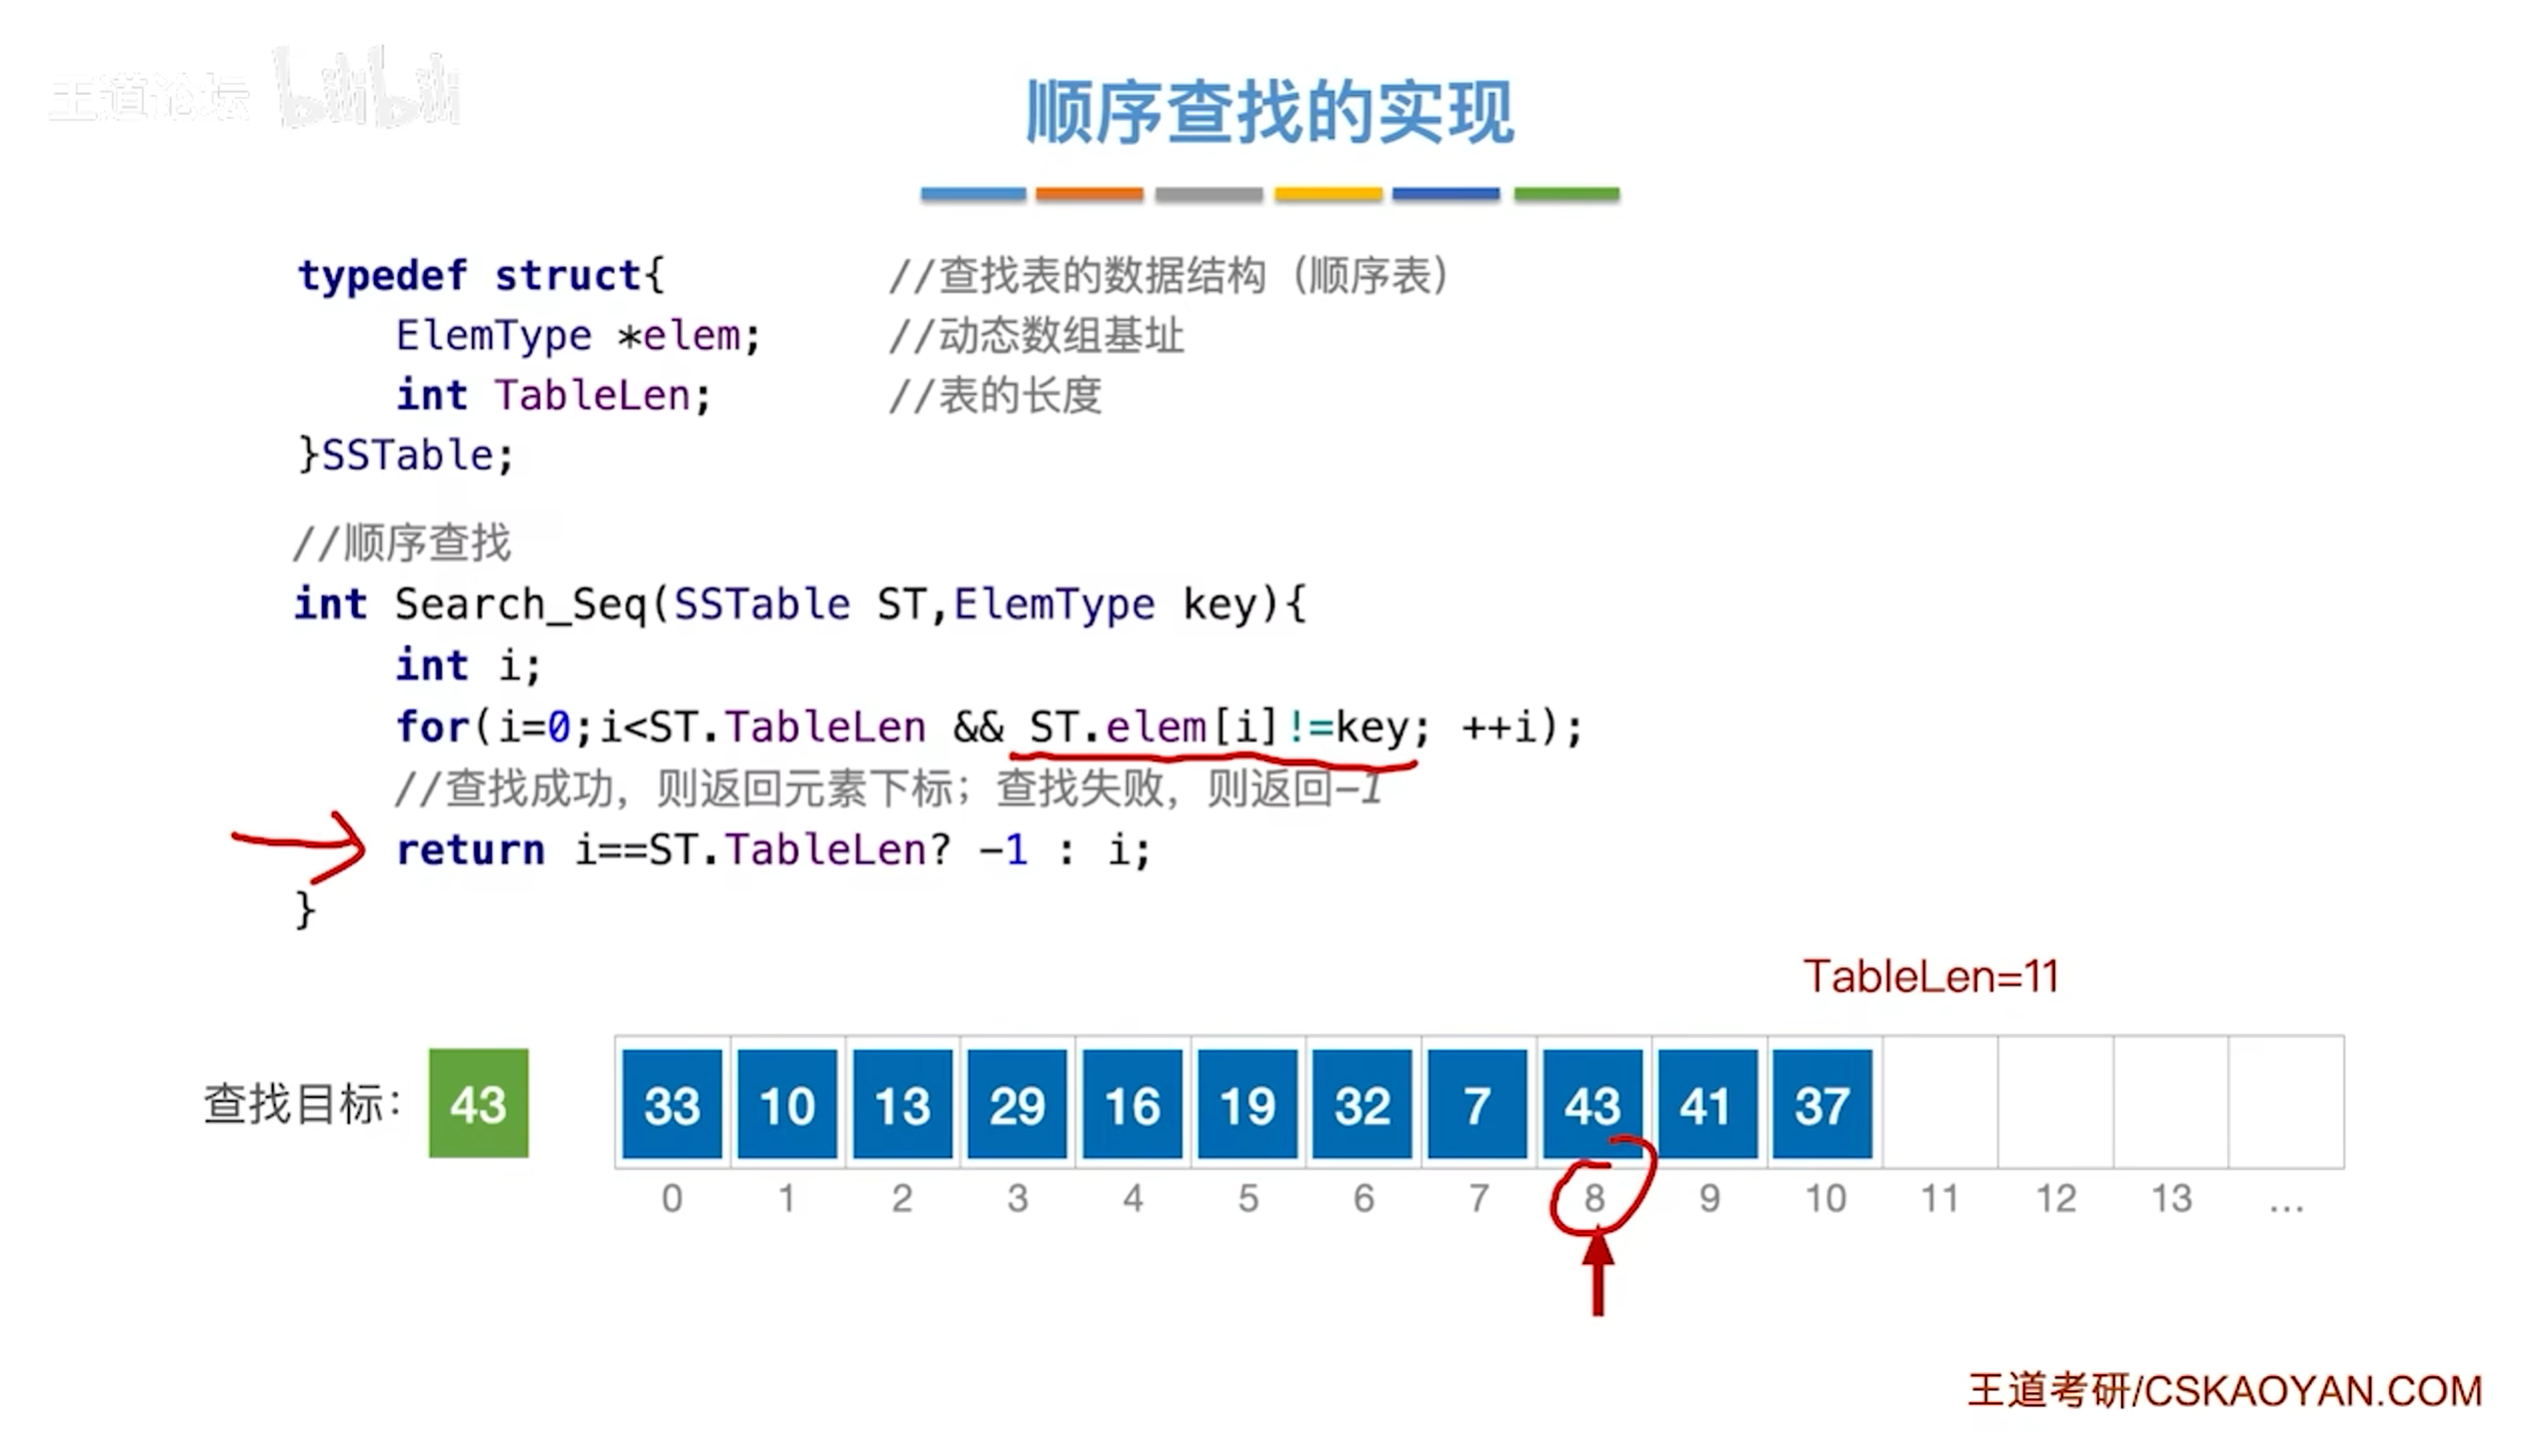 王道论坛 bilibili
顺序查找的实现
typedef struct{ //查找表的数据结构（顺序表）
ElemType *elem; //动态数组基址
int TableLen; //表的长度
}SSTable;
//顺序查找
int Search_Seq(SSTable ST,ElemType key){
int i;
for(i=0;i<ST.TableLen && ST.elem[i]!=key; ++i);
//查找成功，则返回元素下标；查找失败，则返回-1
return i==ST.TableLen? -1 : i;
}
TableLen=11
查找目标： 43 33 10 13 29 16 19 32 7 43 41 37
0 1 2 3 4 5 6 7 8 9 10 11 12 13 ...
王道考研/CSKAOYAN.COM